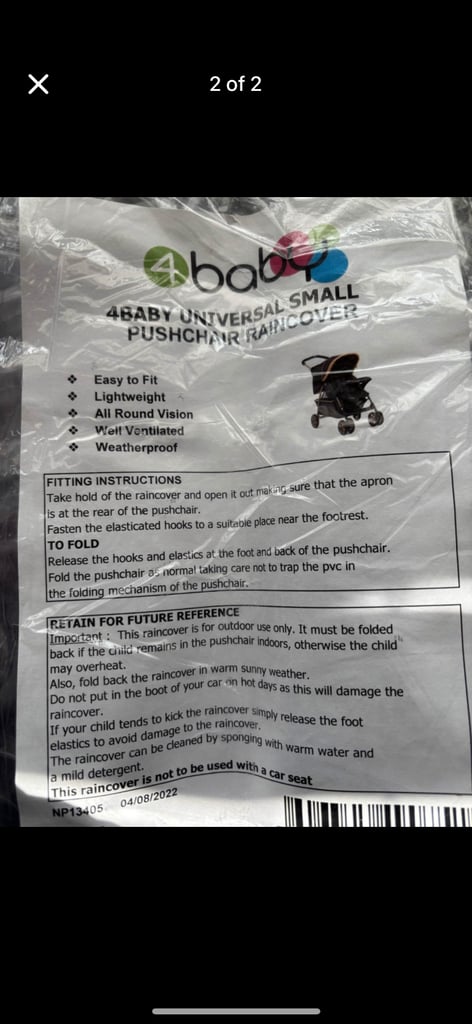 2 of 2
4baby
4BABY UNIVERSAL SMALL
PUSHCHAIR RAINCOVER
❖ Easy to Fit
❖ Lightweight
❖ All Round Vision
❖ Well Ventilated
❖ Weatherproof
FITTING INSTRUCTIONS
Take hold of the raincover and open it out making sure that the apron
is at the rear of the pushchair.
Fasten the elasticated hooks to a suitable place near the footrest.
TO FOLD
Release the hooks and elastics at the foot and back of the pushchair.
Fold the pushchair as normal taking care not to trap the pvc in
the folding mechanism of the pushchair.
RETAIN FOR FUTURE REFERENCE
Important : This raincover is for outdoor use only. It must be folded
back if the child remains in the pushchair indoors, otherwise the child
may overheat.
Also, fold back the raincover in warm sunny weather.
Do not put in the boot of your car on hot days as this will damage the
raincover.
If your child tends to kick the raincover simply release the foot
elastics to avoid damage to the raincover.
The raincover can be cleaned by sponging with warm water and
a mild detergent.
This raincover is not to be used with a car seat
NP13405 04/08/2022